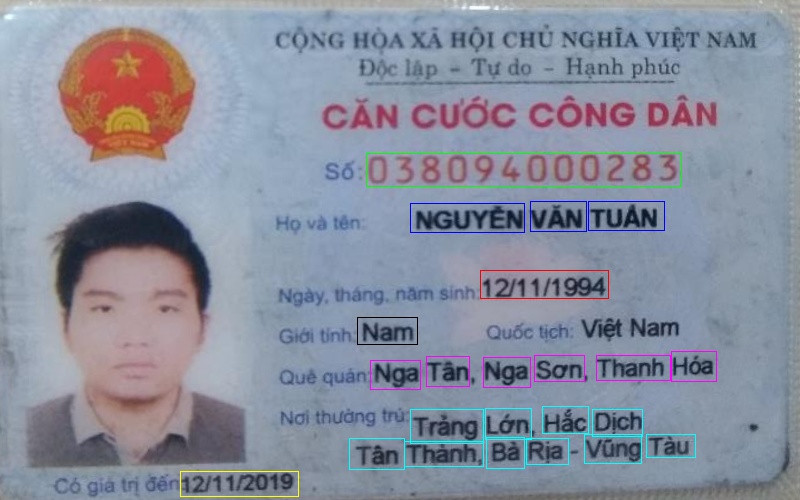 CỘNG HÒA XÃ HỘI CHỦ NGHĨA VIỆT NAM
Độc lập - Tự do - Hạnh phúc
CĂN CƯỚC CÔNG DÂN
Số: 038094000283
Họ và tên: NGUYỄN VĂN TUẤN
Ngày, tháng, năm sinh: 12/11/1994
Giới tính: Nam Quốc tịch: Việt Nam
Quê quán: Nga Tân, Nga Sơn, Thanh Hóa
Nơi thường trú: Trảng Lớn, Hắc Dịch
Tân Thành, Bà Rịa - Vũng Tàu
Có giá trị đến: 12/11/2019